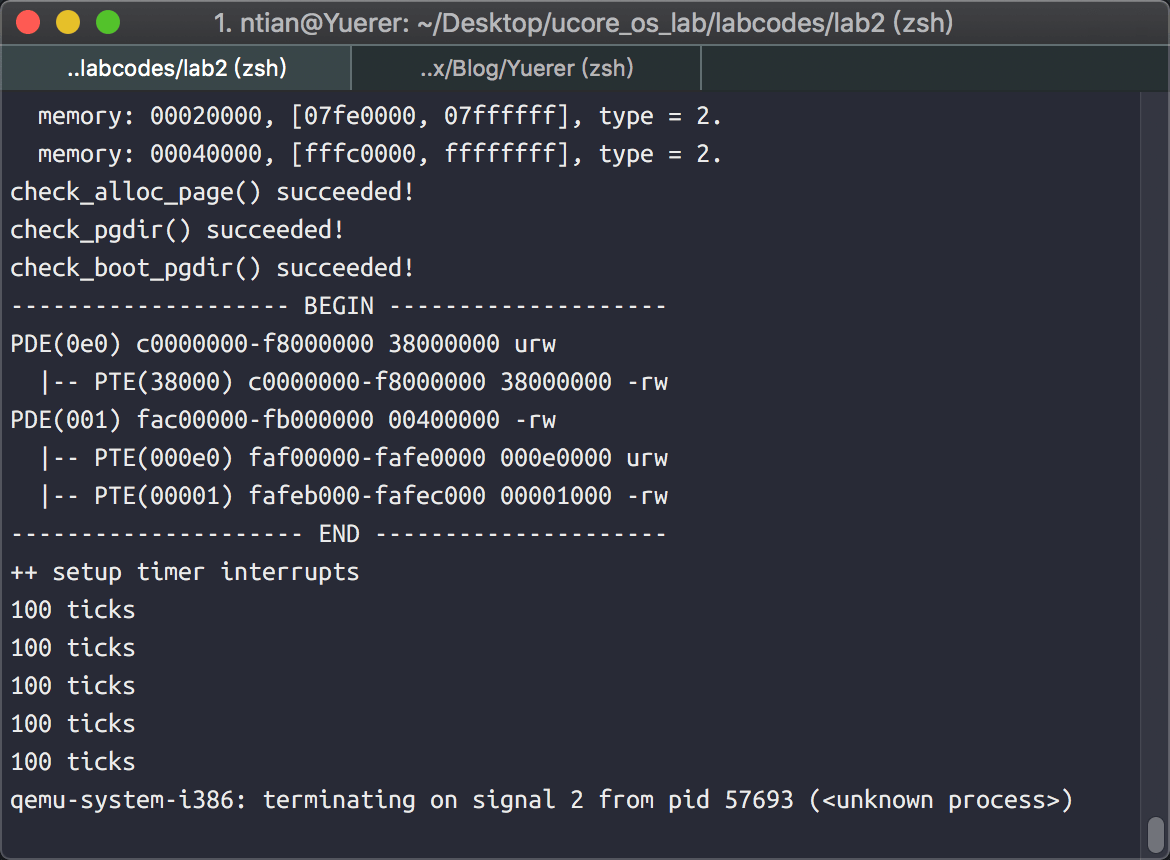 1. ntian@Yuerer: ~/Desktop/ucore_os_lab/labcodes/lab2 (zsh)
..labcodes/lab2 (zsh) ..x/Blog/Yuerer (zsh)
  memory: 00020000, [07fe0000, 07ffffff], type = 2.
  memory: 00040000, [fffc0000, ffffffff], type = 2.
check_alloc_page() succeeded!
check_pgdir() succeeded!
check_boot_pgdir() succeeded!
-------------------- BEGIN --------------------
PDE(0e0) c0000000-f8000000 38000000 urw
  |-- PTE(38000) c0000000-f8000000 38000000 -rw
PDE(001) fac00000-fb000000 00400000 -rw
  |-- PTE(000e0) faf00000-fafe0000 000e0000 urw
  |-- PTE(00001) fafeb000-fafec000 00001000 -rw
--------------------- END ---------------------
++ setup timer interrupts
100 ticks
100 ticks
100 ticks
100 ticks
100 ticks
qemu-system-i386: terminating on signal 2 from pid 57693 (<unknown process>)